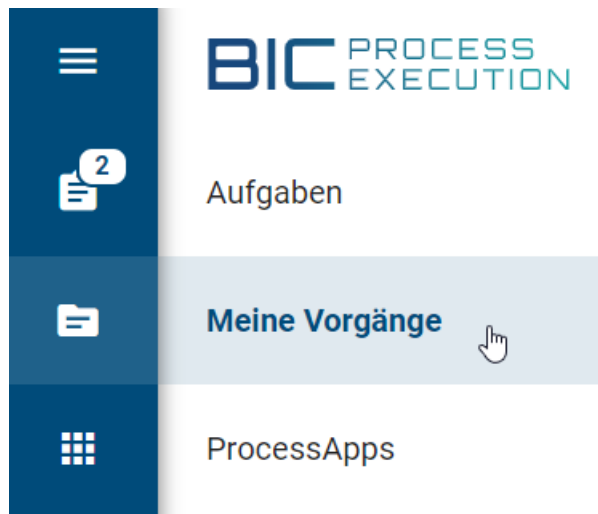 BIC PROCESS
EXECUTION
2
Aufgaben
Meine Vorgänge
ProcessApps